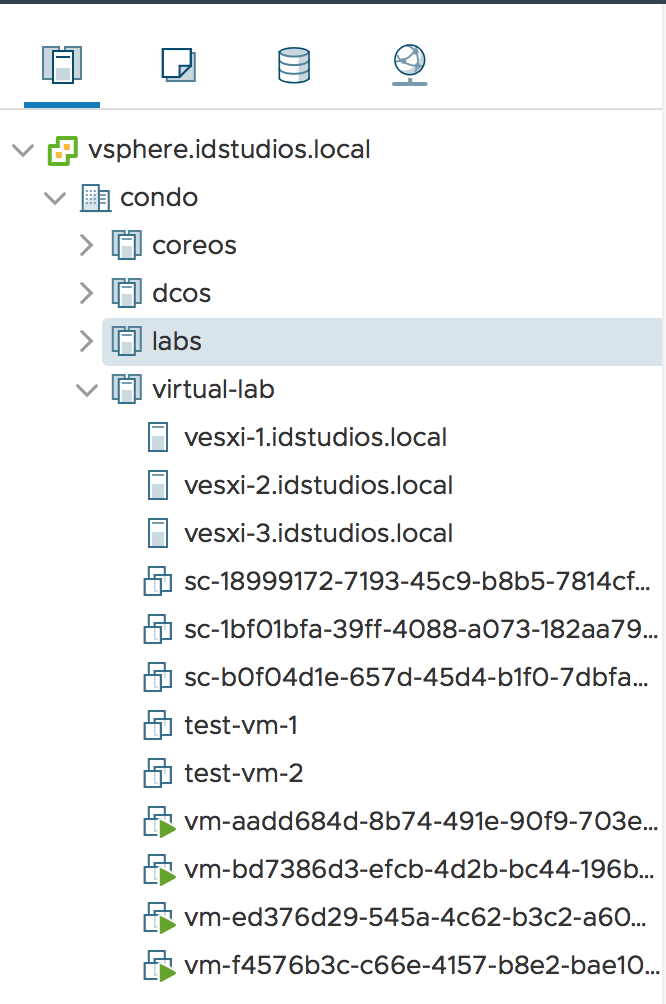 vsphere.idstudios.local
condo
coreos
dcos
labs
virtual-lab
vesxi-1.idstudios.local
vesxi-2.idstudios.local
vesxi-3.idstudios.local
sc-18999172-7193-45c9-b8b5-7814cf...
sc-1bf01bfa-39ff-4088-a073-182aa79...
sc-b0f04d1e-657d-45d4-b1f0-7dbfa...
test-vm-1
test-vm-2
vm-aadd684d-8b74-491e-90f9-703e...
vm-bd7386d3-efcb-4d2b-bc44-196b...
vm-ed376d29-545a-4c62-b3c2-a60...
vm-f4576b3c-c66e-4157-b8e2-bae10...